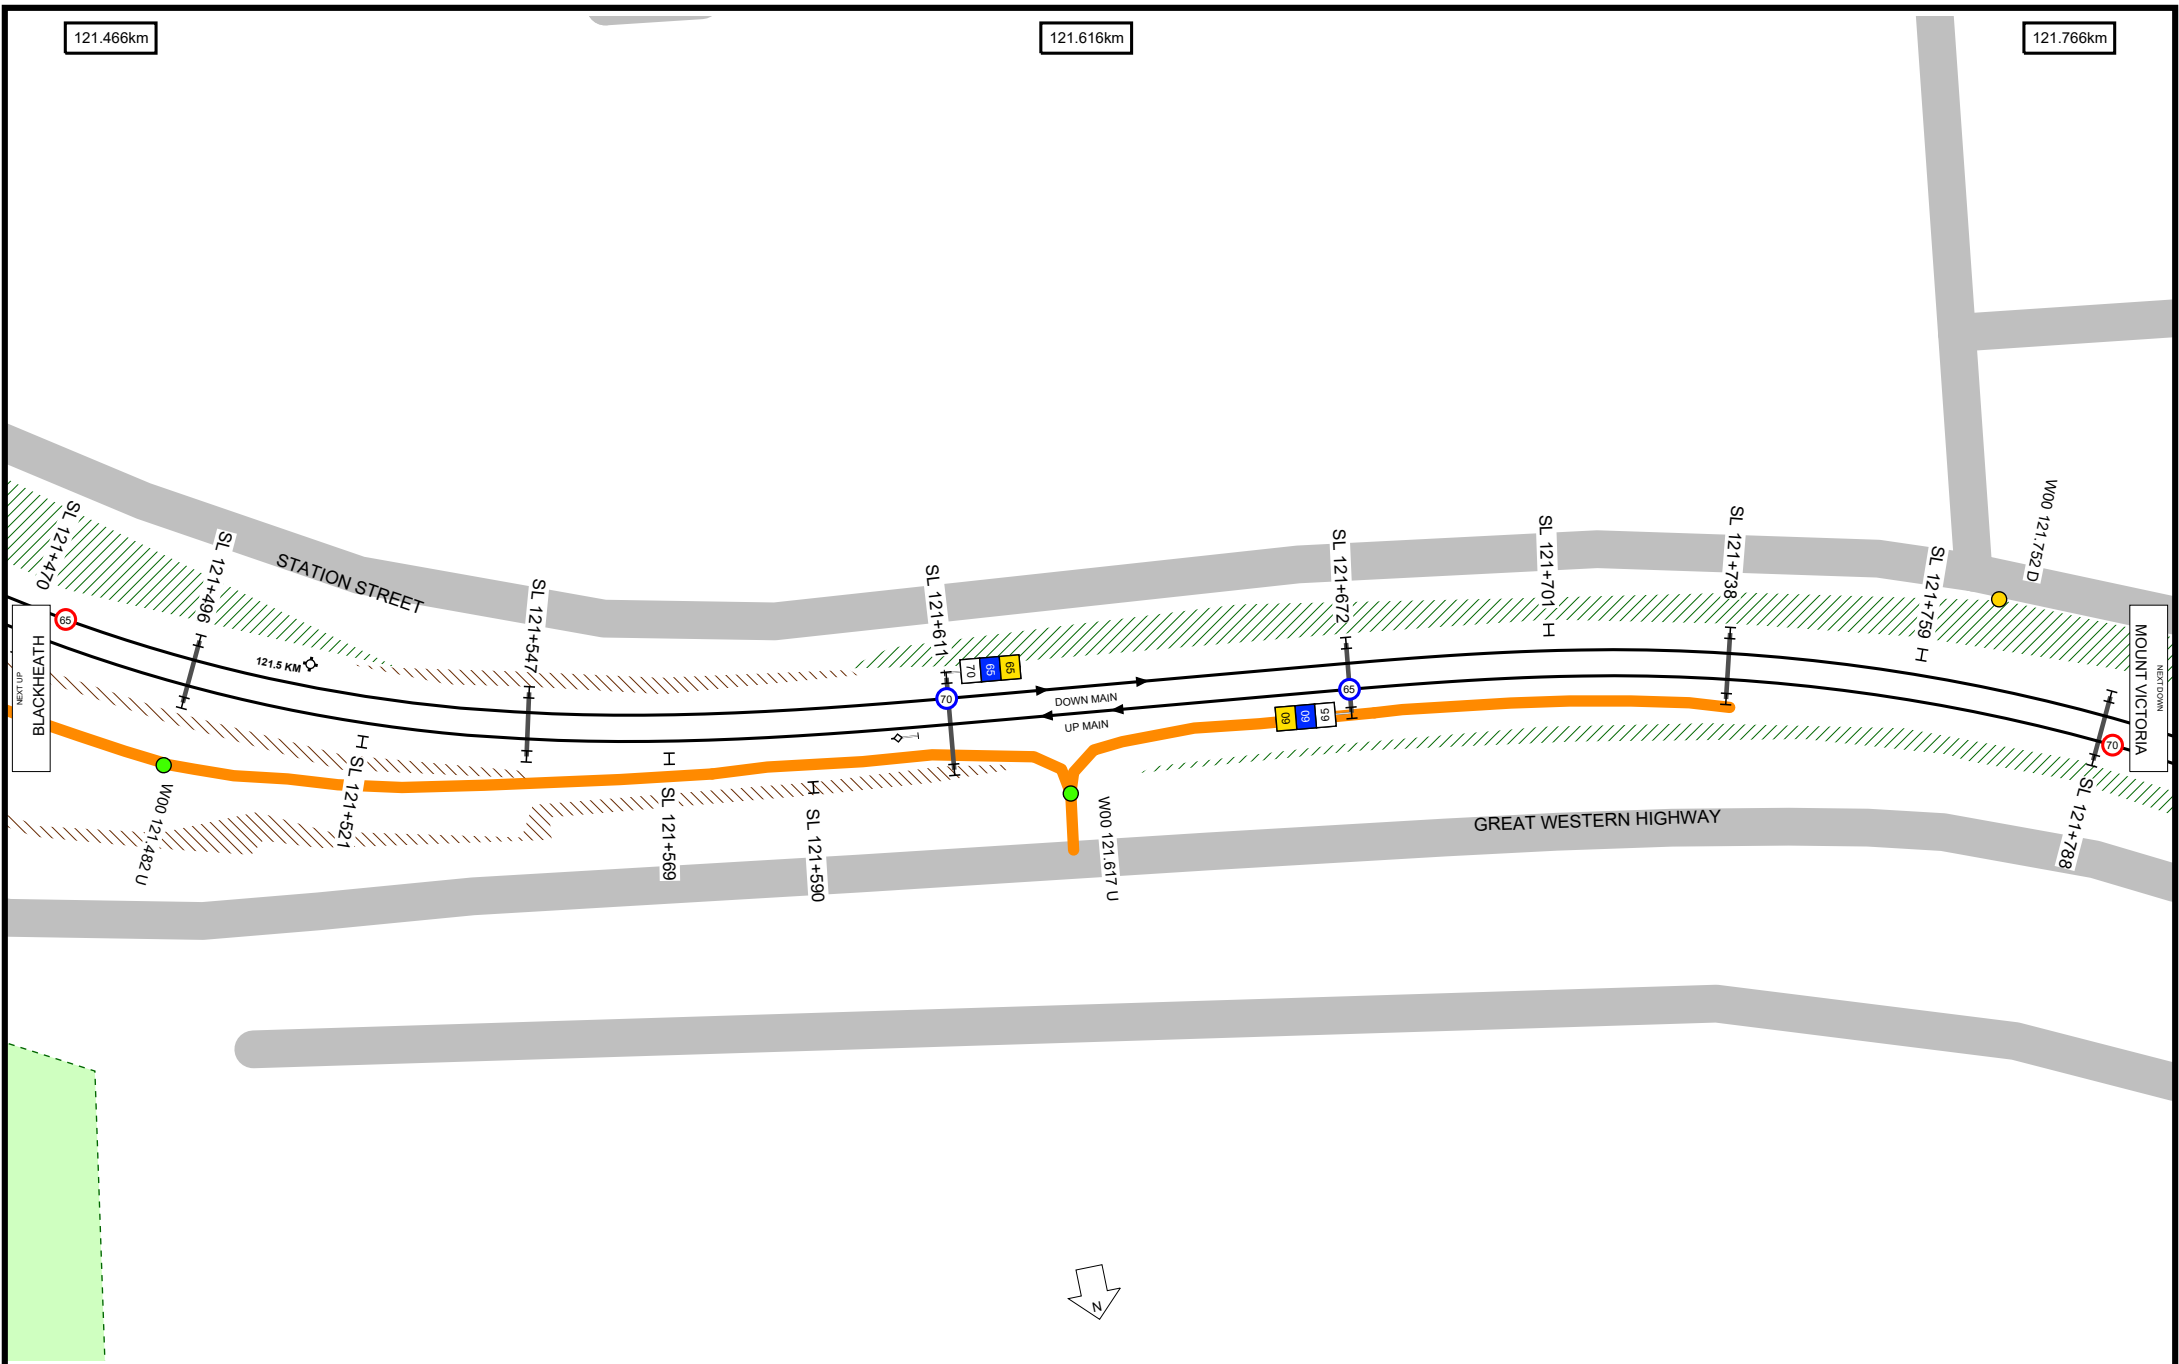 121.466km
121.616km
121.766km
SL 121+470
SL 121+496
STATION STREET
SL 121+547
SL 121+611
SL 121+672
SL 121+701
SL 121+738
SL 121+759
W00 121.752 D
65
121.5 KM
70
70
65
65
DOWN MAIN
UP MAIN
65
60
60
65
70
NEXT UP
BLACKHEATH
MOUNT VICTORIA
NEXT DOWN
W00 121.482 U
SL 121+521
SL 121+569
SL 121+590
W00 121.617 U
GREAT WESTERN HIGHWAY
SL 121+788
N